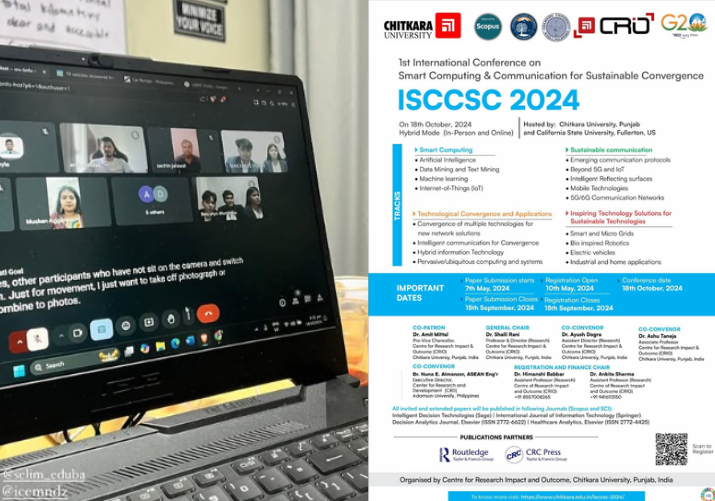 MINIMIZE
YOUR VOICE
Muskan
5 others
Goel
es, other participants who have not sit on the camera and switch
n. Just for movement, I just want to take off photograph or
ombine to photos.
Search
@selim_eduba
@icemndz
CHITKARA
UNIVERSITY
Scopus
CRIO
G20
1st International Conference on
Smart Computing & Communication for Sustainable Convergence
ISCCSC 2024
On 18th October, 2024
Hybrid Mode (In-Person and Online)
Hosted by: Chitkara University, Punjab
and California State University, Fullerton, US
TRACKS
Smart Computing
• Artificial Intelligence
• Data Mining and Text Mining
• Machine learning
• Internet-of-Things (IoT)
Sustainable communication
• Emerging communication protocols
• Beyond 5G and IoT
• Intelligent Reflecting surfaces
• Mobile Technologies
• 5G/6G Communication Networks
Technological Convergence and Applications
• Convergence of multiple technologies for
new network solutions
• Intelligent communication for Convergence
• Hybrid information Technology
• Pervasive/ubiquitous computing and systems
Inspiring Technology Solutions for
Sustainable Technologies
• Smart and Micro Grids
• Bio inspired Robotics
• Electric vehicles
• Industrial and home applications
IMPORTANT
DATES
Paper Submission starts
7th May, 2024
Paper Submission Closes
15th September, 2024
Registration Open
10th May, 2024
Registration Closes
15th September, 2024
Conference date
18th October, 2024
CO-PATRON
Dr. Amit Mittal
Pro-Vice Chancellor,
Centre for Research Impact &
Outcome (CRIO)
Chitkara University, Punjab, India
GENERAL CHAIR
Dr. Shalli Rani
Professor & Director (Research)
Centre for Research Impact &
Outcome (CRIO)
Chitkara University, Punjab, India
CO-CONVENOR
Dr. Ayush Dogra
Assistant Director (Research)
Centre for Research Impact &
Outcome (CRIO)
Chitkara University, Punjab, India
CO-CONVENOR
Dr. Ashu Taneja
Associate Professor
Centre for Research Impact &
Outcome (CRIO)
Chitkara University, Punjab, India
CO-CONVENOR
Br. Nuna E. Almanzor, ASEAN Eng'r
Executive Director,
Center for Research and
Development (CRD)
Adamson University, Philippines
REGISTRATION AND FINANCE CHAIR
Dr. Himanshi Babbar
Assistant Professor (Research)
Centre for Research Impact &
Outcome (CRIO)
Dr. Ankita Sharma
Assistant Professor (Research)
Centre for Research Impact &
Outcome (CRIO)
All invited and extended papers will be published in following Journals (Scopus and SCI):
Intelligent Decision Technologies (Sage) | International Journal of Information Technology (Springer)
Decision Analytics Journal, Elsevier (ISSN 2772-6622) | Healthcare Analytics, Elsevier (ISSN 2772-4425)
PUBLICATIONS PARTNERS
Routledge
Taylor & Francis Group
CRC
CRC Press
Taylor & Francis Group
Scan to
Register
Organised by Centre for Research Impact and Outcome, Chitkara University, Punjab, India
To know more visit: https://www.chitkara.edu.in/isccsc-2024/